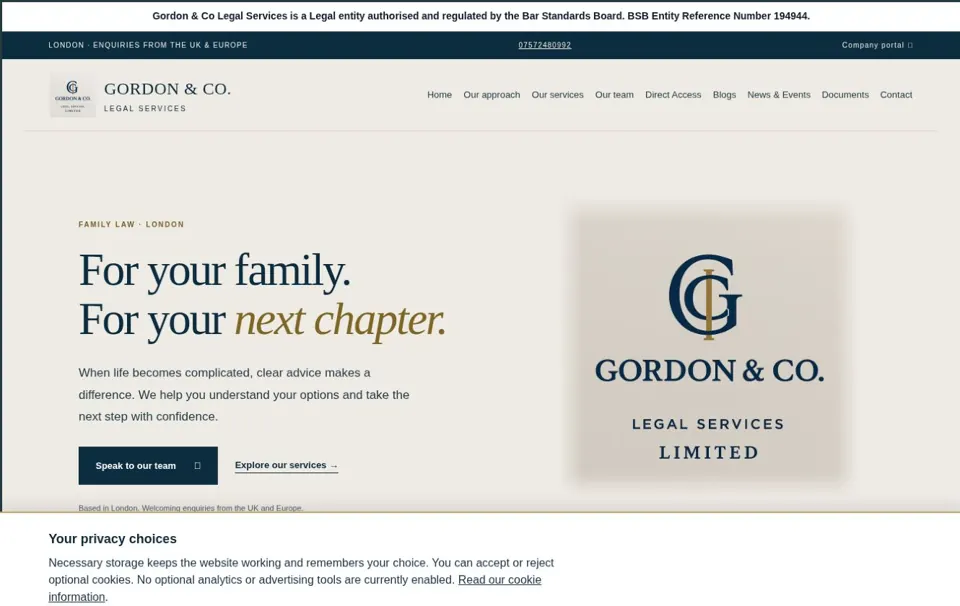 Gordon & Co Legal Services is a Legal entity authorised and regulated by the Bar Standards Board. BSB Entity Reference Number 194944.
LONDON · ENQUIRIES FROM THE UK & EUROPE
07572480992
Company portal
GORDON & CO.
LEGAL SERVICES
LIMITED
GORDON & CO.
LEGAL SERVICES
Home Our approach Our services Our team Direct Access Blogs News & Events Documents Contact
FAMILY LAW · LONDON
For your family.
For your next chapter.
When life becomes complicated, clear advice makes a
difference. We help you understand your options and take the
next step with confidence.
Speak to our team
Explore our services →
Based in London. Welcoming enquiries from the UK and Europe.
GORDON & CO.
LEGAL SERVICES
LIMITED
Your privacy choices
Necessary storage keeps the website working and remembers your choice. You can accept or reject
optional cookies. No optional analytics or advertising tools are currently enabled. Read our cookie
information.